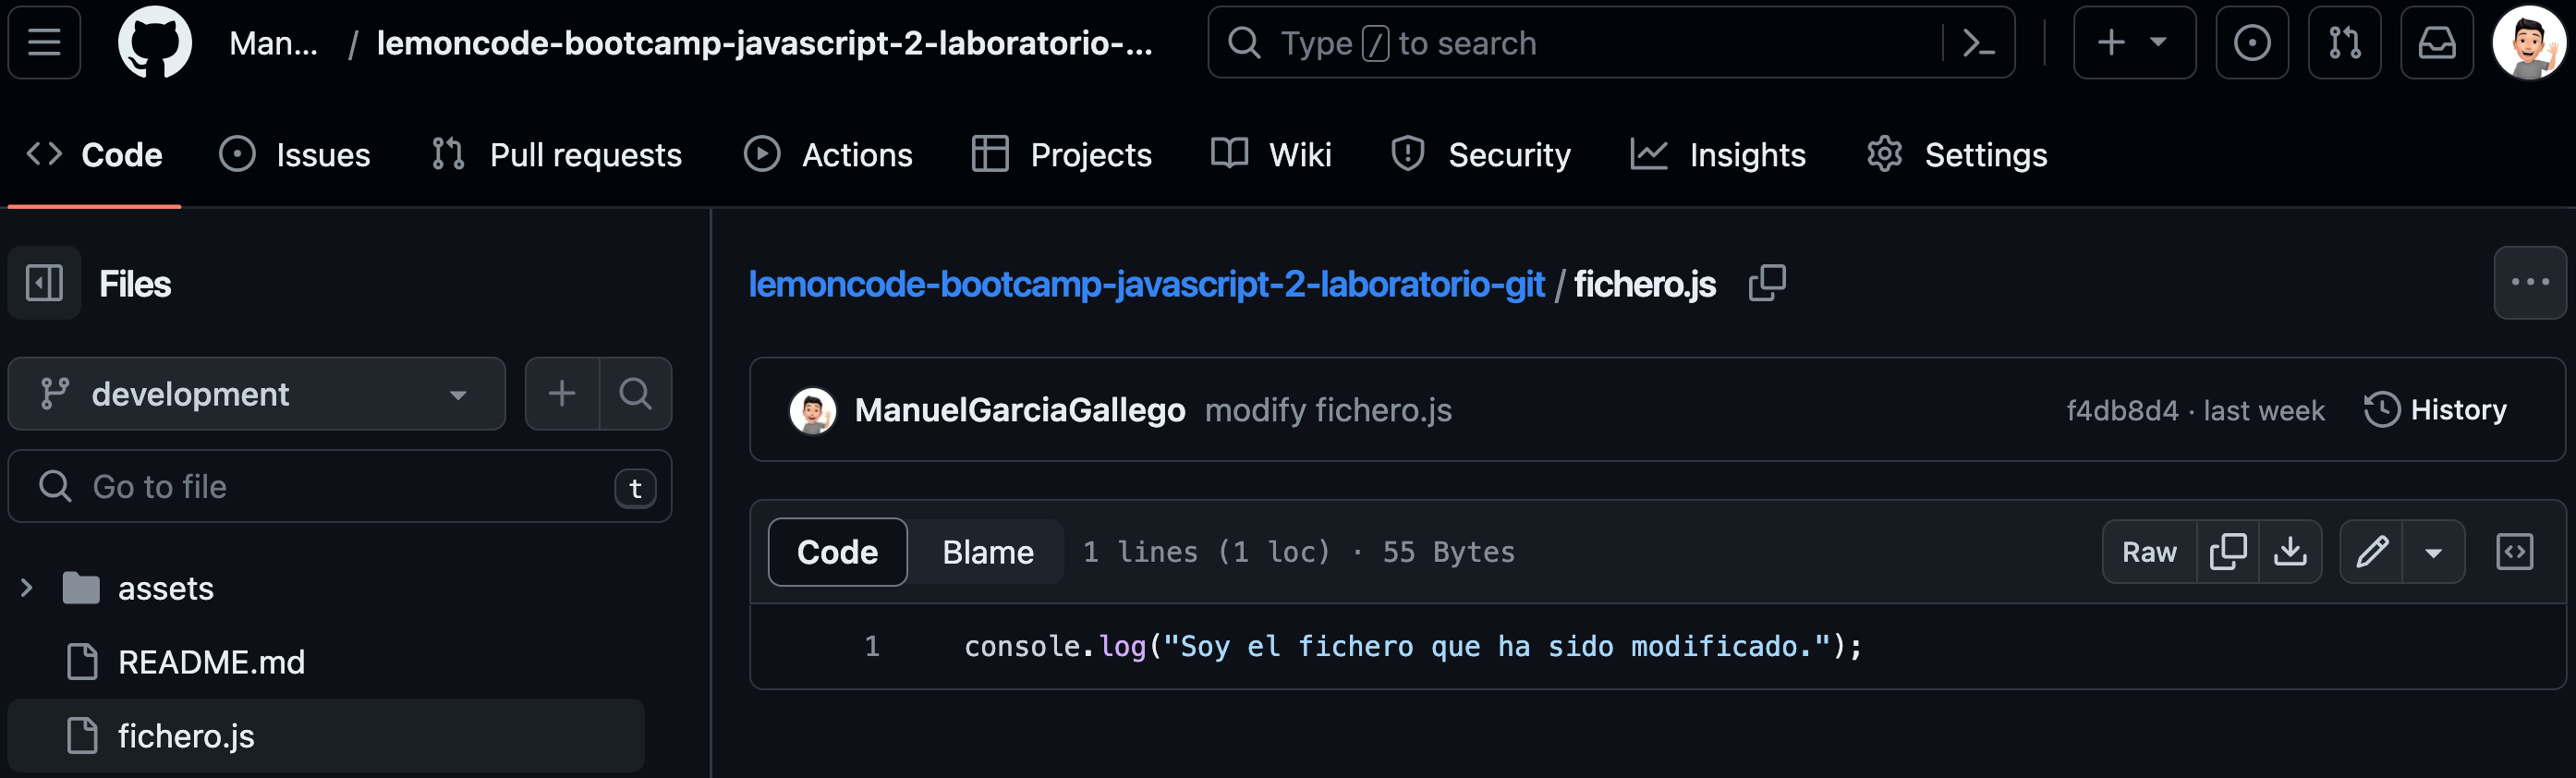 Man... / lemoncode-bootcamp-javascript-2-laboratorio-... Type / to search
Code Issues Pull requests Actions Projects Wiki Security Insights Settings
Files
development
Go to file t
assets
README.md
fichero.js
lemoncode-bootcamp-javascript-2-laboratorio-git / fichero.js
ManuelGarciaGallego modify fichero.js f4db8d4 · last week History
Code Blame 1 lines (1 loc) · 55 Bytes Raw
1 console.log("Soy el fichero que ha sido modificado.");